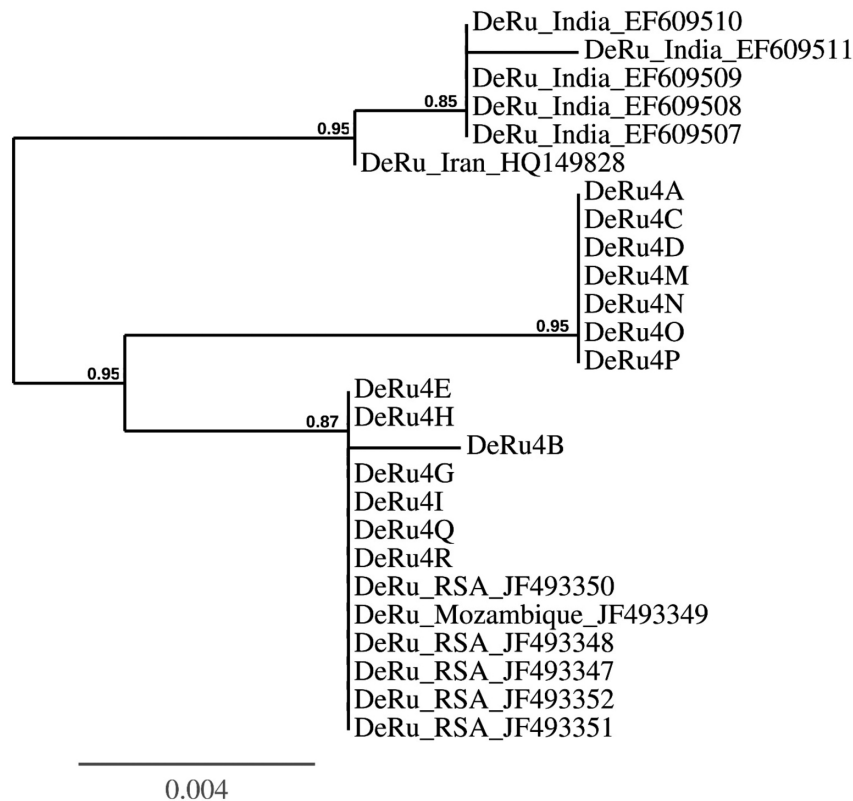 DeRu_India_EF609510
DeRu_India_EF609511
DeRu_India_EF609509
0.85
DeRu_India_EF609508
0.95
DeRu_India_EF609507
DeRu_Iran_HQ149828
DeRu4A
DeRu4C
DeRu4D
DeRu4M
DeRu4N
0.95
DeRu4O
DeRu4P
0.95
DeRu4E
0.87
DeRu4H
DeRu4B
DeRu4G
DeRu4I
DeRu4Q
DeRu4R
DeRu_RSA_JF493350
DeRu_Mozambique_JF493349
DeRu_RSA_JF493348
DeRu_RSA_JF493347
DeRu_RSA_JF493352
DeRu_RSA_JF493351
0.004